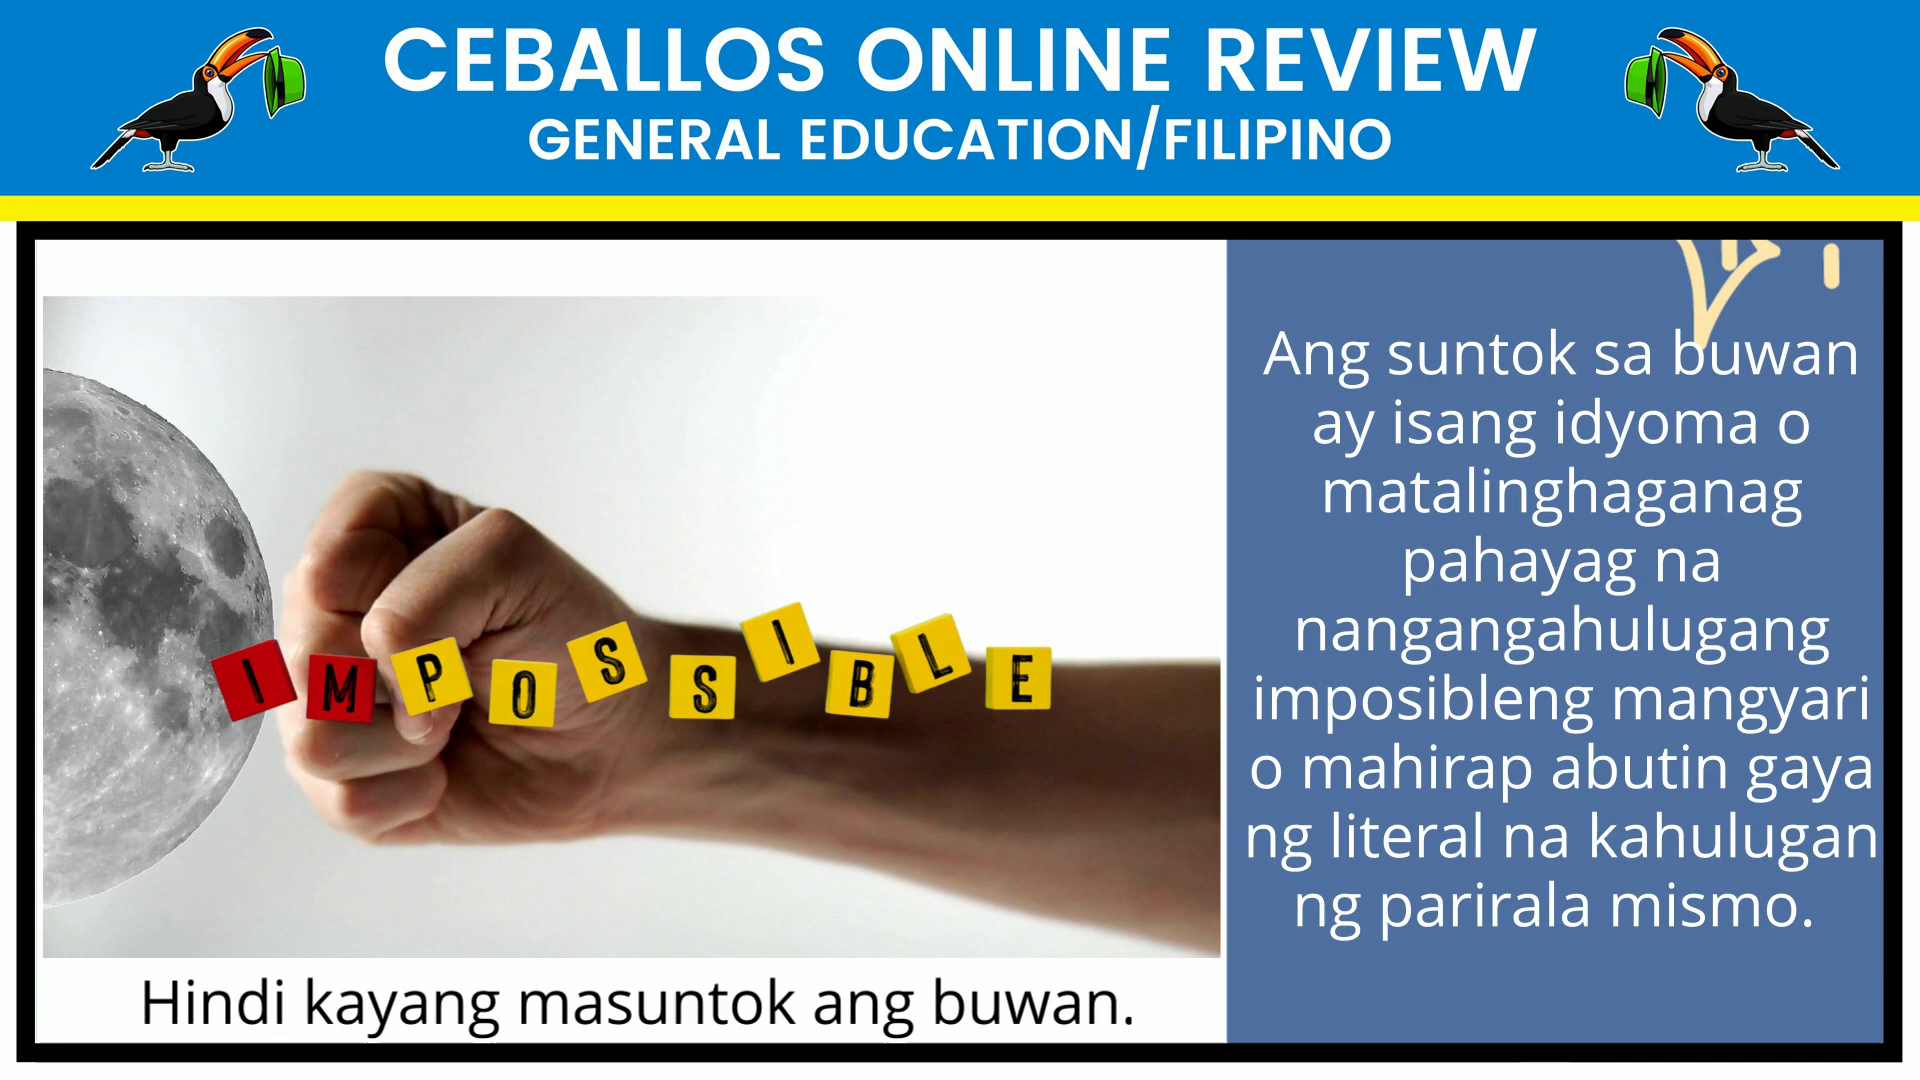 CEBALLOS ONLINE REVIEW
GENERAL EDUCATION/FILIPINO
IMPOSSIBLE
Hindi kayang masuntok ang buwan.
Ang suntok sa buwan
ay isang idyoma o
matalinghaganag
pahayag na
nangangahulugang
imposibleng mangyari
o mahirap abutin gaya
ng literal na kahulugan
ng parirala mismo.